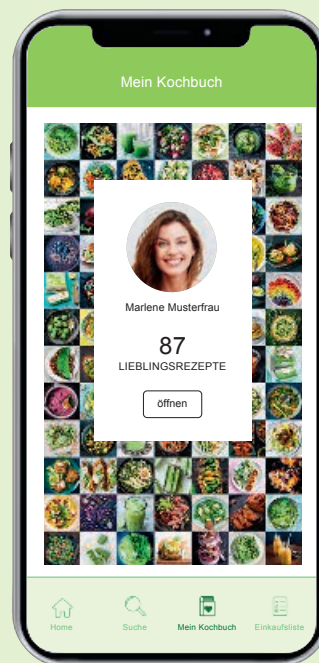 Mein Kochbuch
Marlene Musterfrau
87
LIEBLINGSREZEPTE
öffnen
Home Suche Mein Kochbuch Einkaufsliste